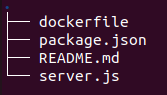 .
├── dockerfile
├── package.json
├── README.md
└── server.js